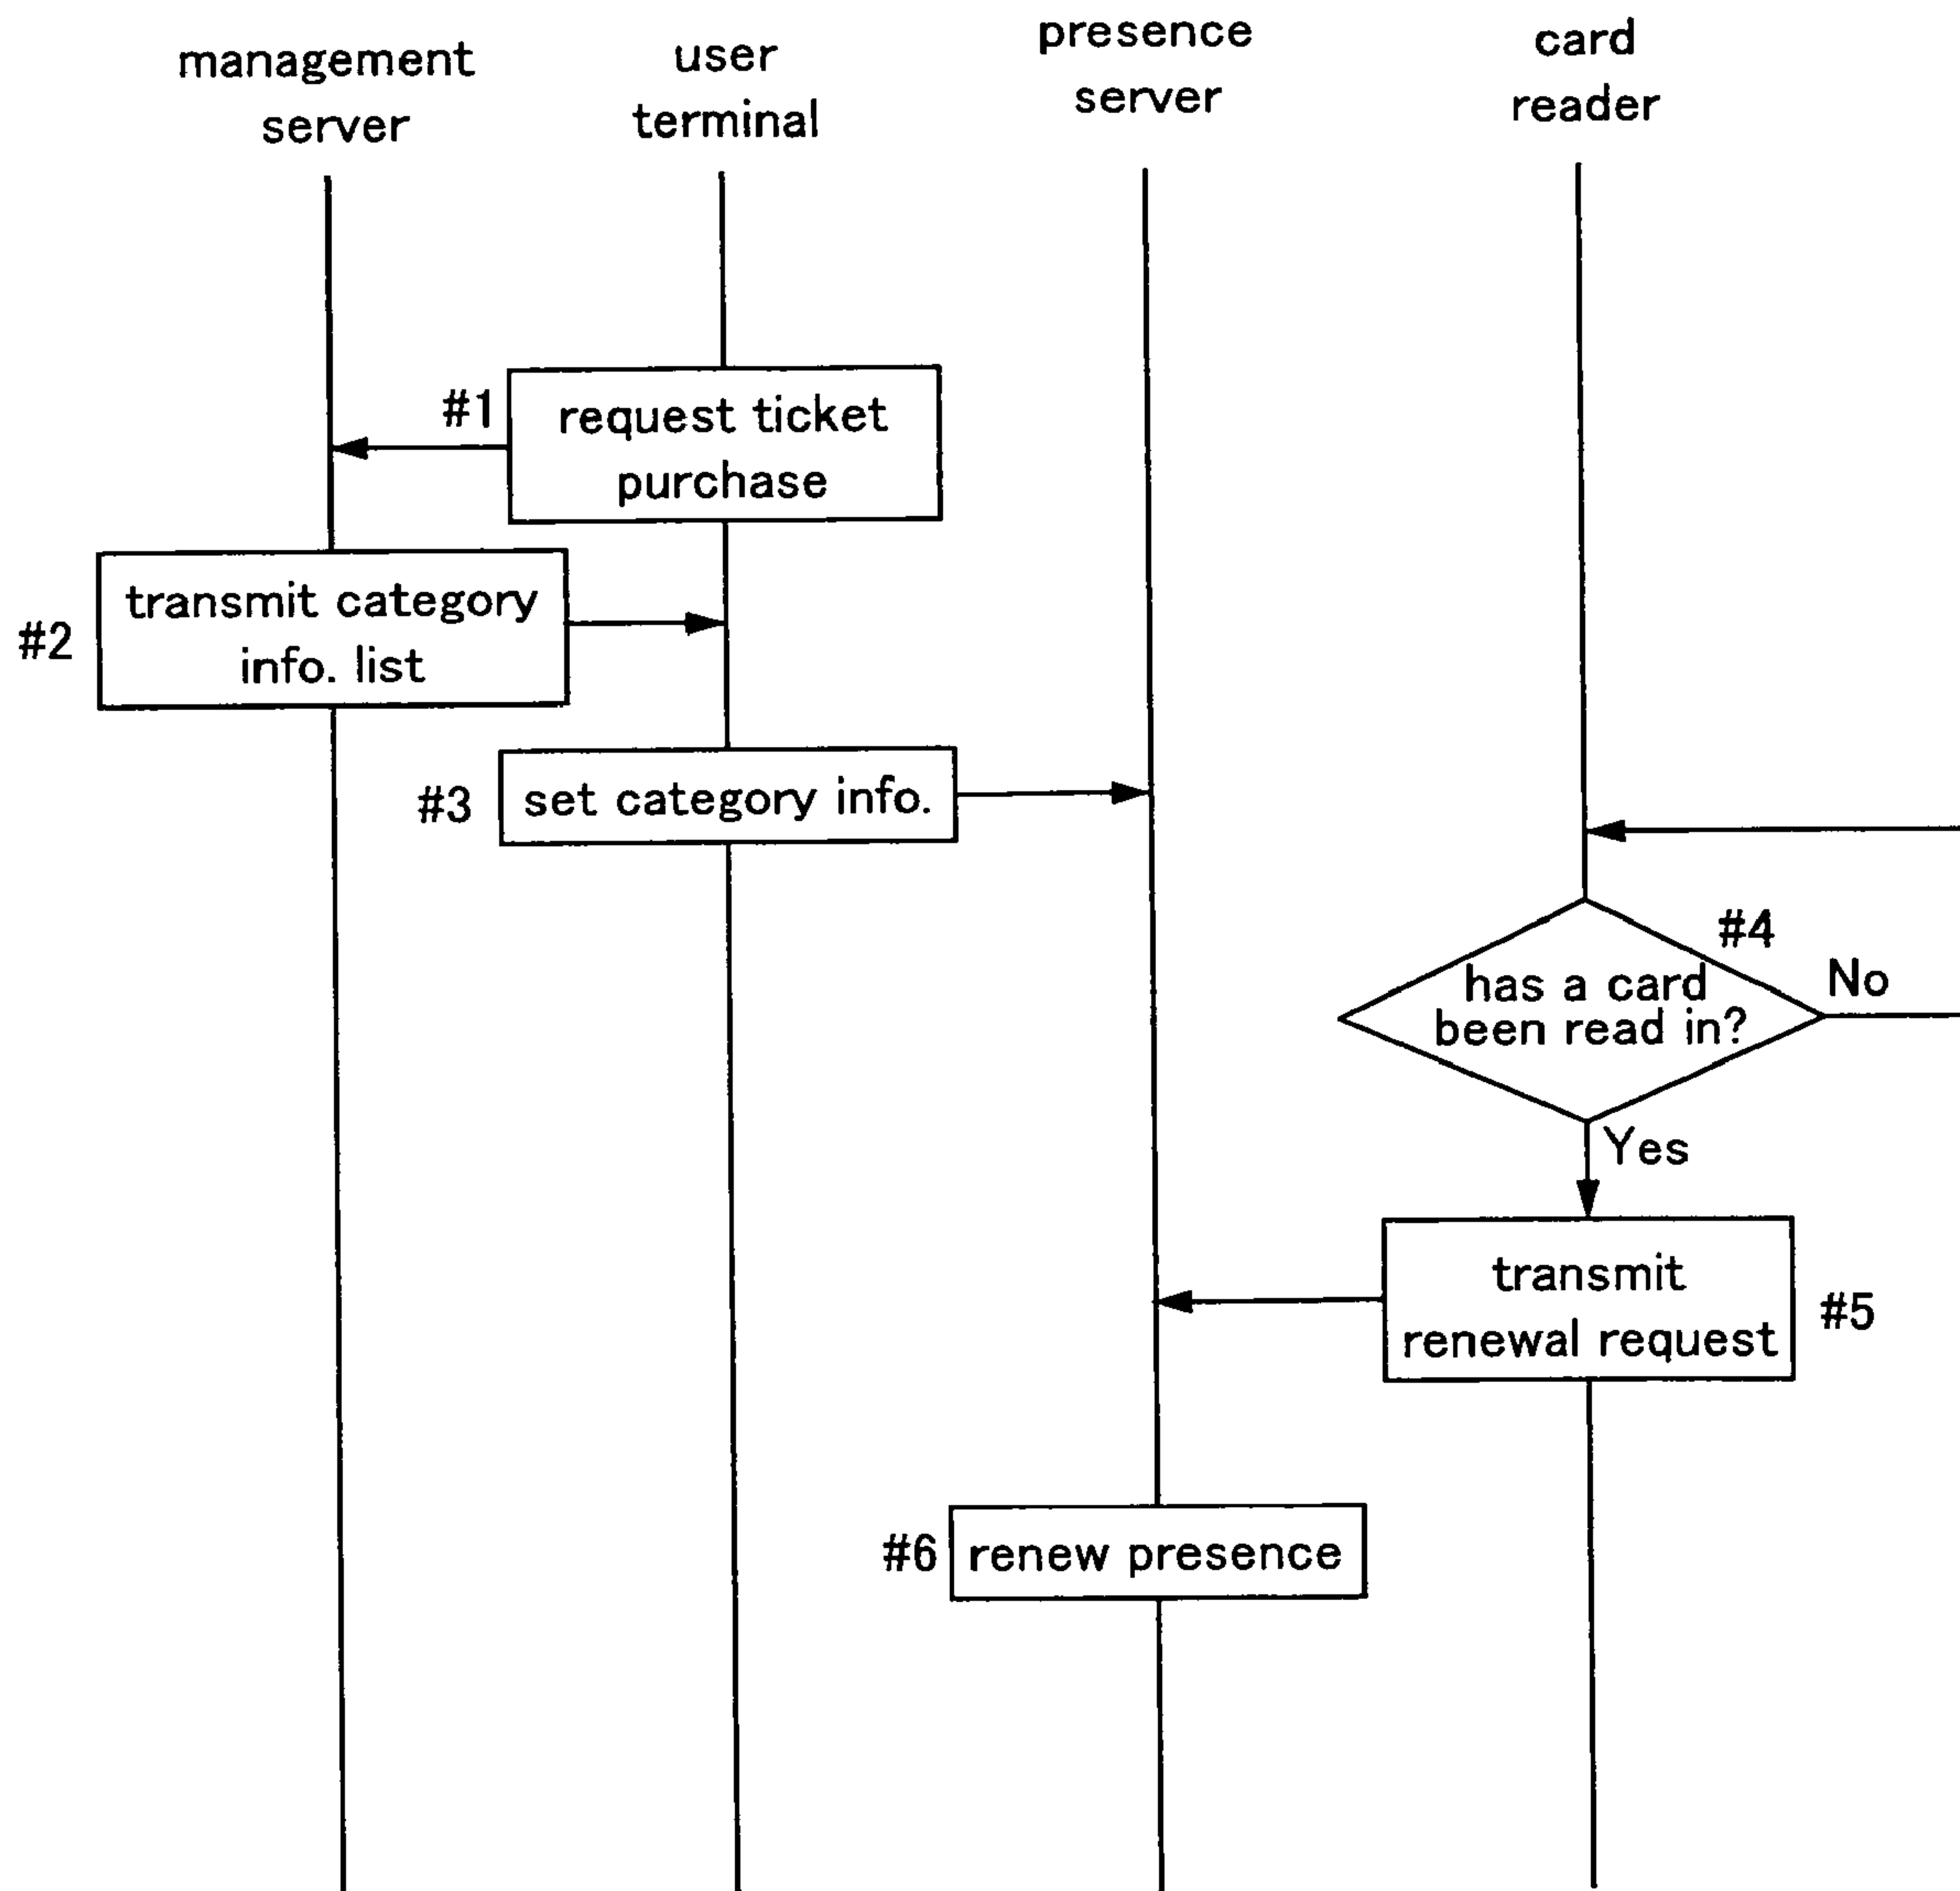 management
server
user
terminal
presence
server
card
reader
#1
request ticket
purchase
#2
transmit category
info. list
#3
set category info.
#4
has a card
been read in?
No
Yes
transmit
renewal request
#5
#6
renew presence